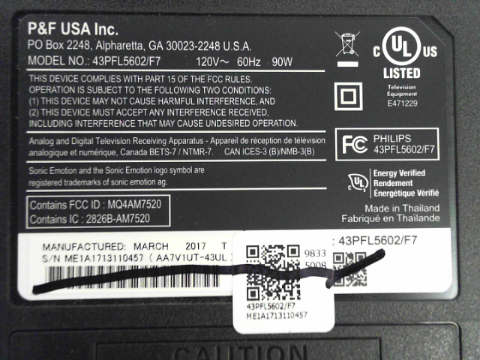 P&F USA Inc.
PO Box 2248, Alpharetta, GA 30023-2248 U.S.A.
MODEL NO.: 43PFL5602/F7 120V~ 60Hz 90W
THIS DEVICE COMPLIES WITH PART 15 OF THE FCC RULES.
OPERATION IS SUBJECT TO THE FOLLOWING TWO CONDITIONS:
(1) THIS DEVICE MAY NOT CAUSE HARMFUL INTERFERENCE, AND
(2) THIS DEVICE MUST ACCEPT ANY INTERFERENCE RECEIVED,
INCLUDING INTERFERENCE THAT MAY CAUSE UNDESIRED OPERATION.
Analog and Digital Television Receiving Apparatus - Appareil de réception télévision
analogique et numérique, Canada BETS-7 / NTMR-7. CAN ICES-3 (B)/NMB-3(B)
Sonic Emotion and the Sonic Emotion logo symbol are
registered trademarks of sonic emotion ag.
Contains FCC ID : MQ4AM7520
Contains IC : 2826B-AM7520
C UL US
LISTED
Television
Equipment
E471229
FC PHILIPS
43PFL5602/F7
UL Energy Verified
Rendement
Énergétique Vérifié
Made in Thailand
Fabriqué en Thaïlande
MANUFACTURED: MARCH 2017 T
S/N ME1A1713110457 ( AA7V1UT-43UL )
: 43PFL5602/F7
9833
5008
43PFL5602/F7
ME1A1713110457
CAUTION